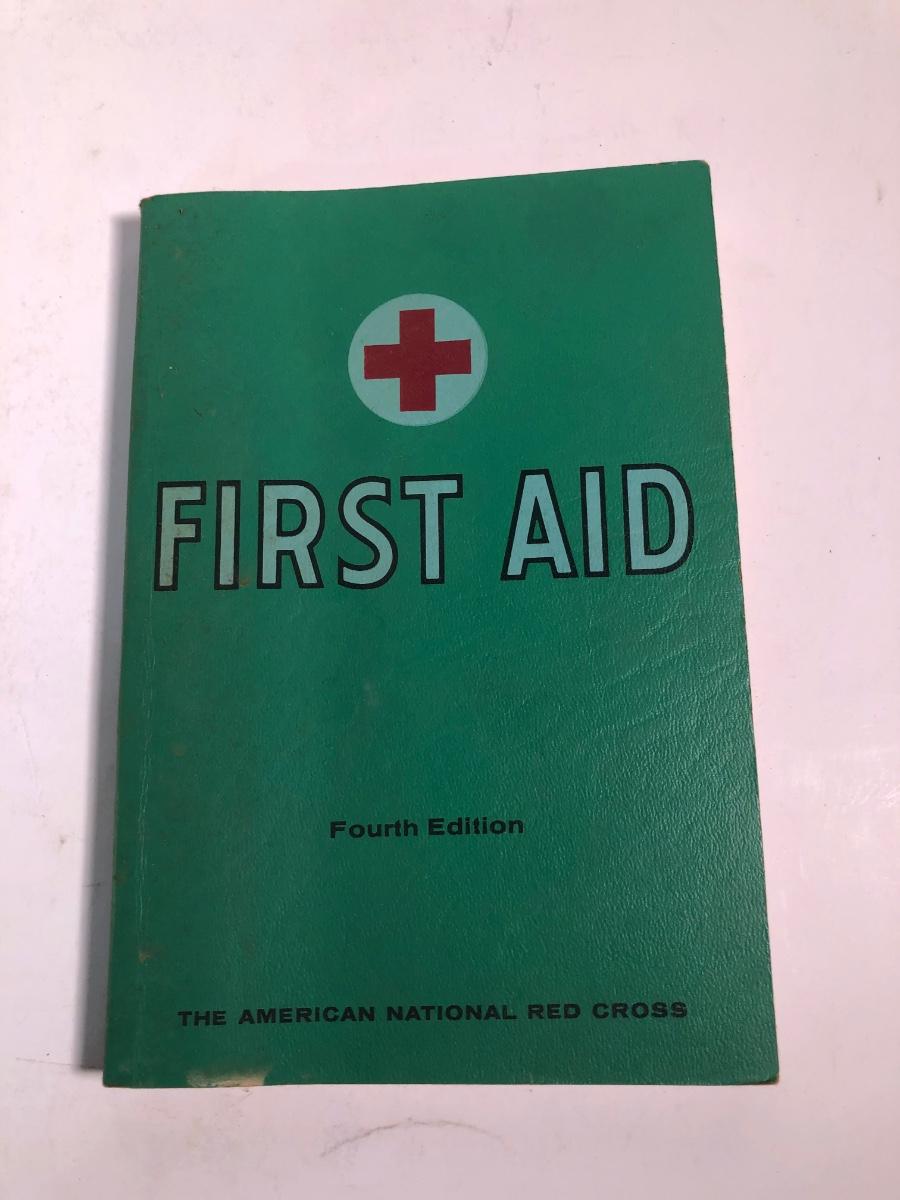 FIRST AID
Fourth Edition
THE AMERICAN NATIONAL RED CROSS